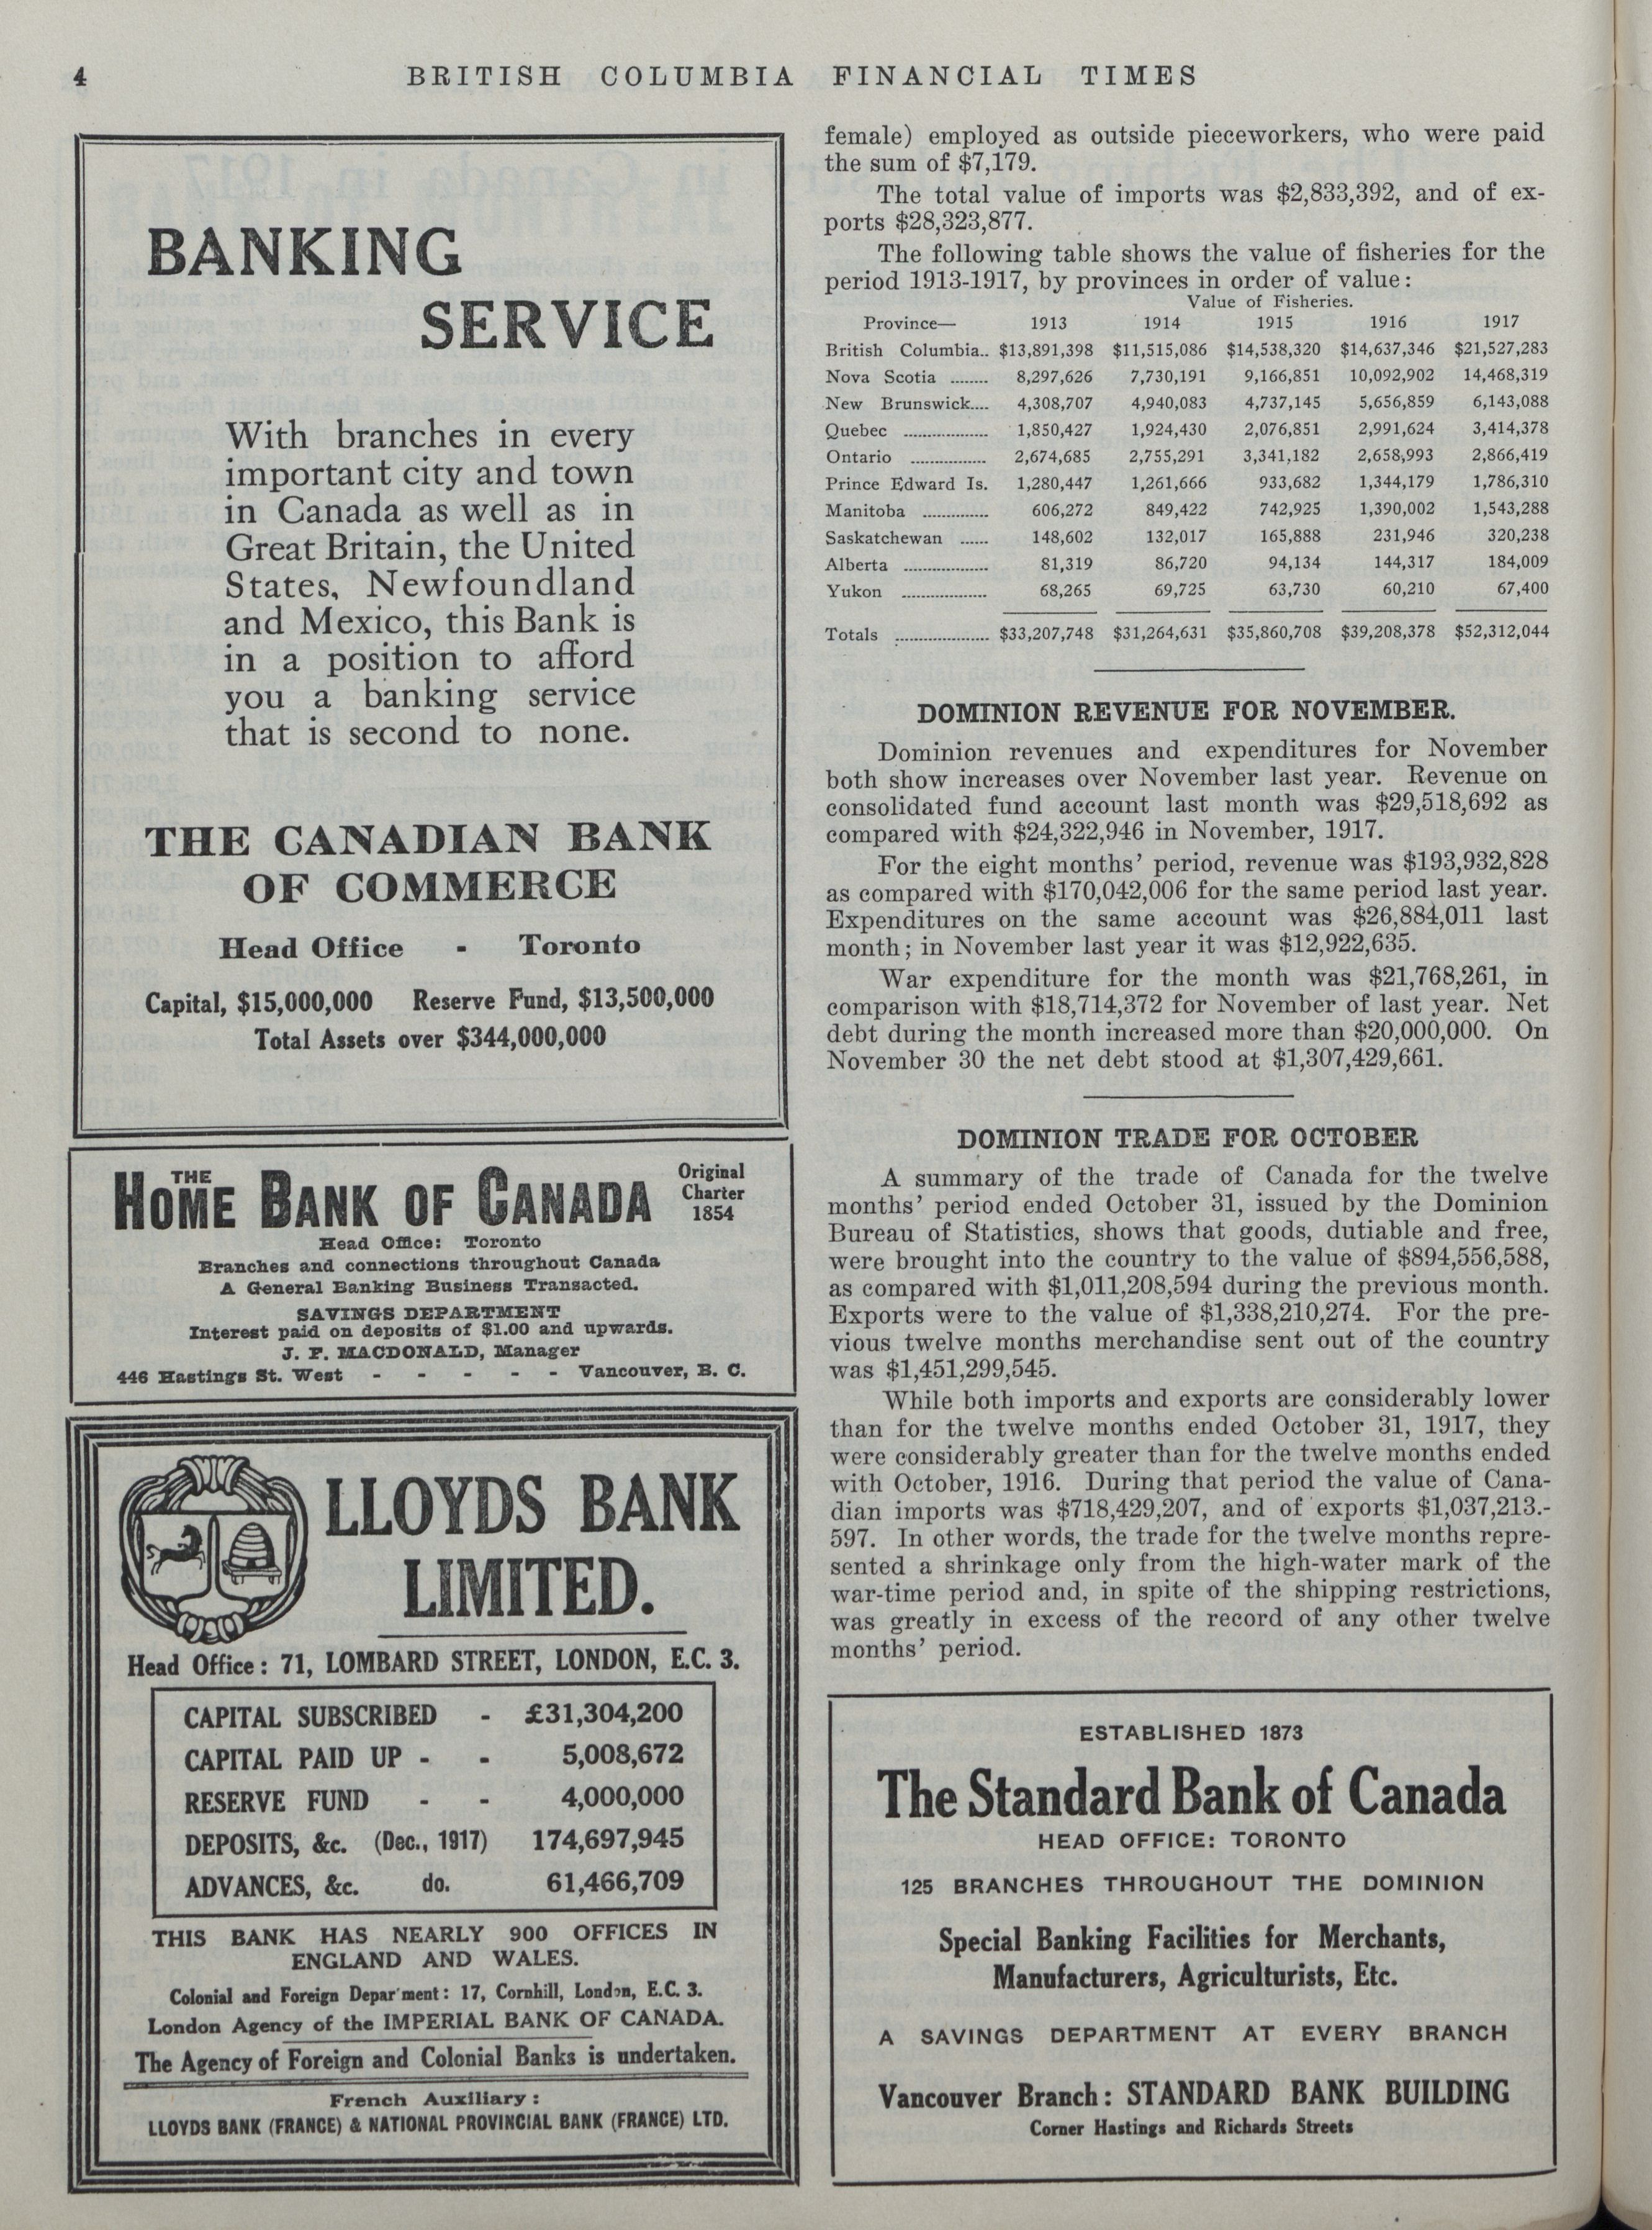 4
BRITISH COLUMBIA FINANCIAL TIMES
BANKING
SERVICE
With branches in every
important city and town
in Canada as well as in
Great Britain, the United
States, Newfoundland
and Mexico, this Bank is
in a position to afford
you a banking service
that is second to none.
THE CANADIAN BANK
OF COMMERCE
Head Office - Toronto
Capital, $15,000,000 Reserve Fund, $13,500,000
Total Assets over $344,000,000
THE
HOME BANK OF CANADA
Original
Charter
1854
Head Office: Toronto
Branches and connections throughout Canada
A General Banking Business Transacted.
SAVINGS DEPARTMENT
Interest paid on deposits of $1.00 and upwards.
J. F. MACDONALD, Manager
446 Hastings St. West - - - - - Vancouver, B. C.
LLOYDS BANK
LIMITED.
Head Office: 71, LOMBARD STREET, LONDON, E.C. 3.
CAPITAL SUBSCRIBED - £31,304,200
CAPITAL PAID UP - - 5,008,672
RESERVE FUND - - 4,000,000
DEPOSITS, &c. (Dec., 1917) 174,697,945
ADVANCES, &c. do. 61,466,709
THIS BANK HAS NEARLY 900 OFFICES IN
ENGLAND AND WALES.
Colonial and Foreign Depar'ment: 17, Cornhill, London, E.C. 3.
London Agency of the IMPERIAL BANK OF CANADA.
The Agency of Foreign and Colonial Banks is undertaken.
French Auxiliary:
LLOYDS BANK (FRANCE) & NATIONAL PROVINCIAL BANK (FRANCE) LTD.
female) employed as outside pieceworkers, who were paid
the sum of $7,179.
The total value of imports was $2,833,392, and of ex-
ports $28,323,877.
The following table shows the value of fisheries for the
period 1913-1917, by provinces in order of value:
Value of Fisheries.
Province— 1913 1914 1915 1916 1917
British Columbia.. $13,891,398 $11,515,086 $14,538,320 $14,637,346 $21,527,283
Nova Scotia ........ 8,297,626 7,730,191 9,166,851 10,092,902 14,468,319
New Brunswick.... 4,308,707 4,940,083 4,737,145 5,656,859 6,143,088
Quebec ................. 1,850,427 1,924,430 2,076,851 2,991,624 3,414,378
Ontario ............... 2,674,685 2,755,291 3,341,182 2,658,993 2,866,419
Prince Edward Is. 1,280,447 1,261,666 933,682 1,344,179 1,786,310
Manitoba ............. 606,272 849,422 742,925 1,390,002 1,543,288
Saskatchewan ...... 148,602 132,017 165,888 231,946 320,238
Alberta ................. 81,319 86,720 94,134 144,317 184,009
Yukon ................. 68,265 69,725 63,730 60,210 67,400
Totals ................... $33,207,748 $31,264,631 $35,860,708 $39,208,378 $52,312,044
DOMINION REVENUE FOR NOVEMBER.
Dominion revenues and expenditures for November
both show increases over November last year. Revenue on
consolidated fund account last month was $29,518,692 as
compared with $24,322,946 in November, 1917.
For the eight months' period, revenue was $193,932,828
as compared with $170,042,006 for the same period last year.
Expenditures on the same account was $26,884,011 last
month; in November last year it was $12,922,635.
War expenditure for the month was $21,768,261, in
comparison with $18,714,372 for November of last year. Net
debt during the month increased more than $20,000,000. On
November 30 the net debt stood at $1,307,429,661.
DOMINION TRADE FOR OCTOBER
A summary of the trade of Canada for the twelve
months' period ended October 31, issued by the Dominion
Bureau of Statistics, shows that goods, dutiable and free,
were brought into the country to the value of $894,556,588,
as compared with $1,011,208,594 during the previous month.
Exports were to the value of $1,338,210,274. For the pre-
vious twelve months merchandise sent out of the country
was $1,451,299,545.
While both imports and exports are considerably lower
than for the twelve months ended October 31, 1917, they
were considerably greater than for the twelve months ended
with October, 1916. During that period the value of Cana-
dian imports was $718,429,207, and of exports $1,037,213.-
597. In other words, the trade for the twelve months repre-
sented a shrinkage only from the high-water mark of the
war-time period and, in spite of the shipping restrictions,
was greatly in excess of the record of any other twelve
months' period.
ESTABLISHED 1873
The Standard Bank of Canada
HEAD OFFICE: TORONTO
125 BRANCHES THROUGHOUT THE DOMINION
Special Banking Facilities for Merchants,
Manufacturers, Agriculturists, Etc.
A SAVINGS DEPARTMENT AT EVERY BRANCH
Vancouver Branch: STANDARD BANK BUILDING
Corner Hastings and Richards Streets